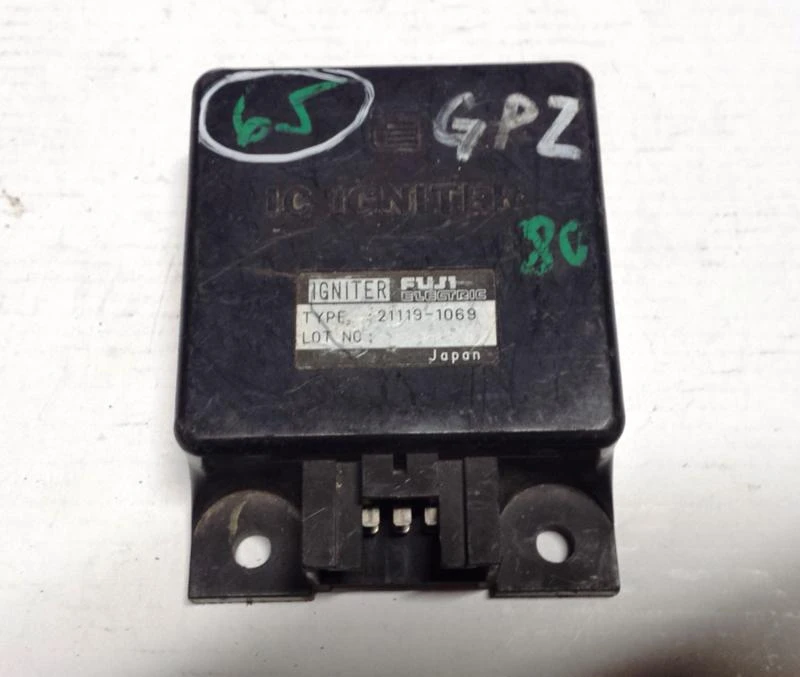 65
GPZ
IC IGNITER
80
IGNITER FUJI ELECTRIC
TYPE. : 21119-1069
LOT NO :
Japan